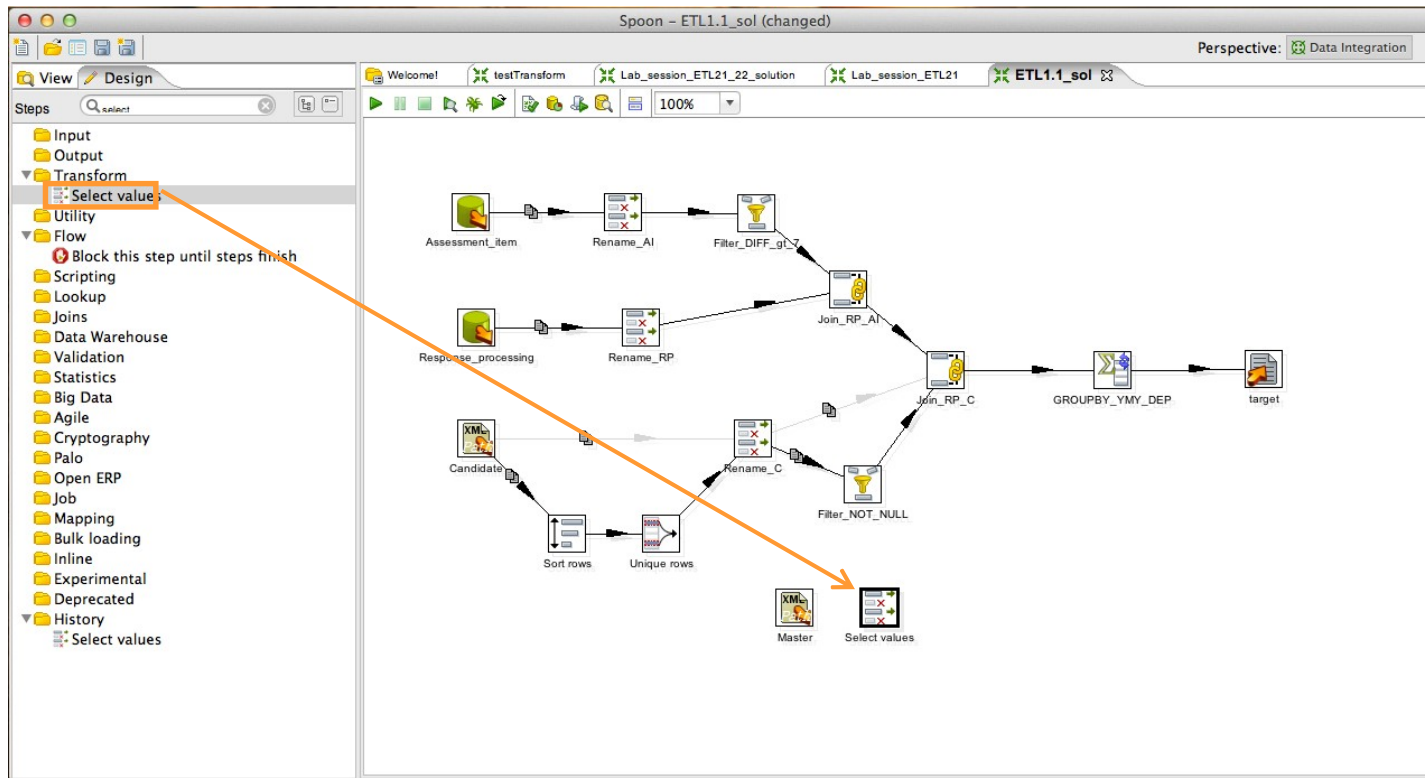 Spoon – ETL1.1_sol (changed)
Perspective: Data Integration
View Design
Welcome! testTransform Lab_session_ETL21_22_solution Lab_session_ETL21 ETL1.1_sol
Steps select
100%
Input
Output
Transform
Select values
Utility
Flow
Block this step until steps finish
Scripting
Lookup
Joins
Data Warehouse
Validation
Statistics
Big Data
Agile
Cryptography
Palo
Open ERP
Job
Mapping
Bulk loading
Inline
Experimental
Deprecated
History
Select values
Assessment_item Rename_AI Filter_DIFF_gt_7
Join_RP_AI
Response_processing Rename_RP
Join_RP_C GROUPBY_YMY_DEP target
XML
Candidate Rename_C
Filter_NOT_NULL
Sort rows Unique rows
XML
Master Select values